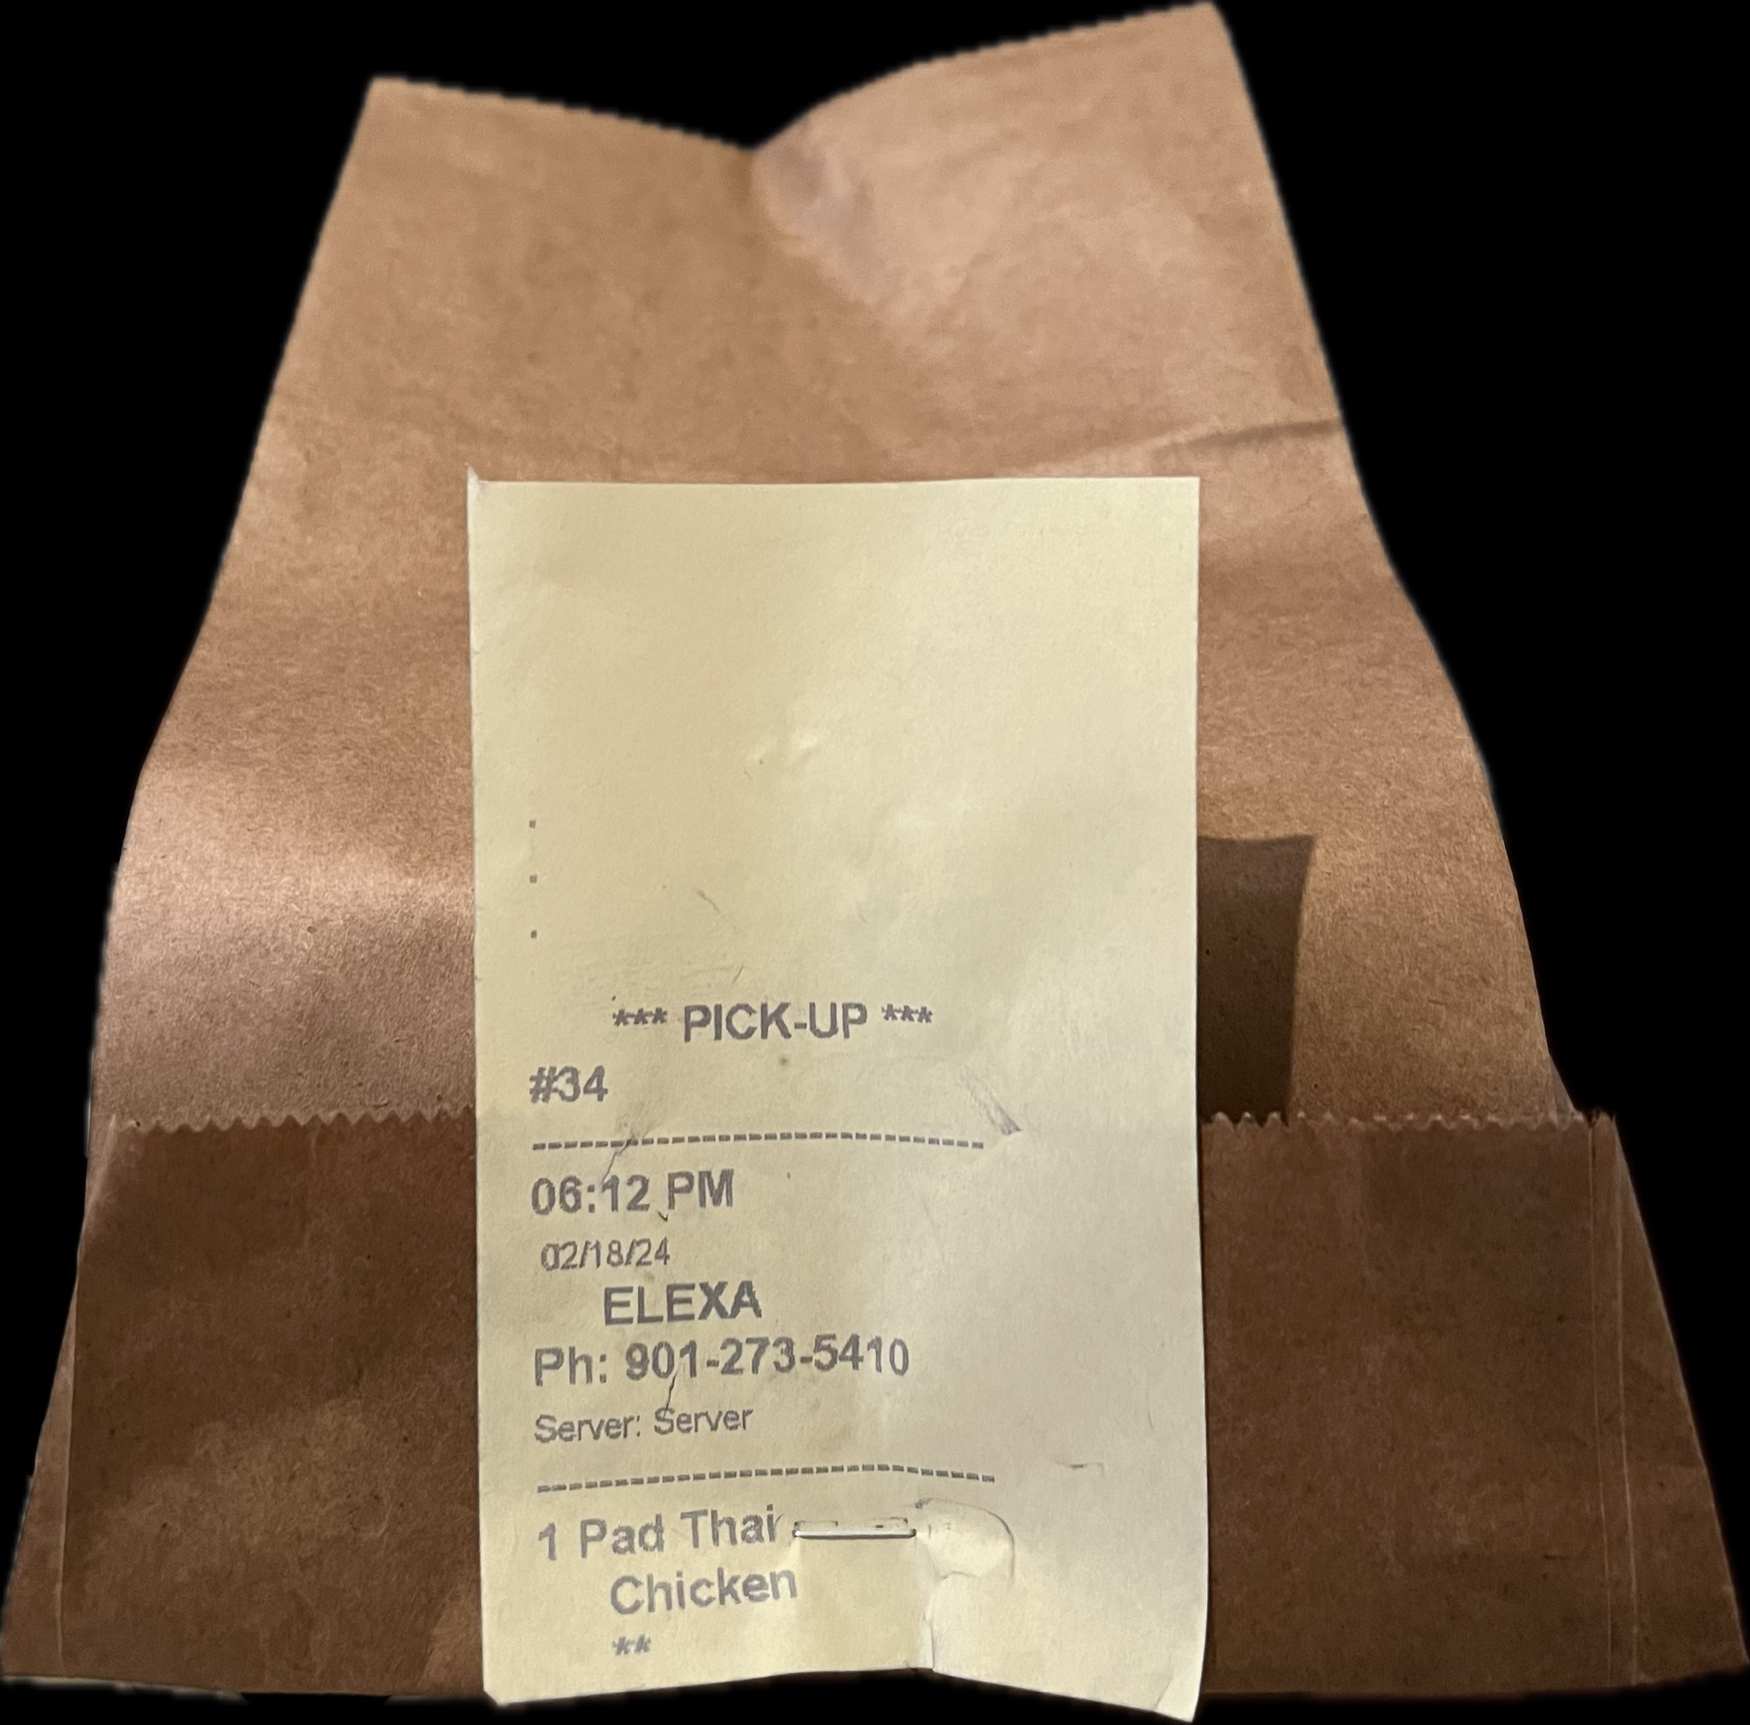 *** PICK-UP ***
#34
------------------------------
06:12 PM
02/18/24
ELEXA
Ph: 901-273-5410
Server: Server
------------------------------
1 Pad Thai
Chicken
**